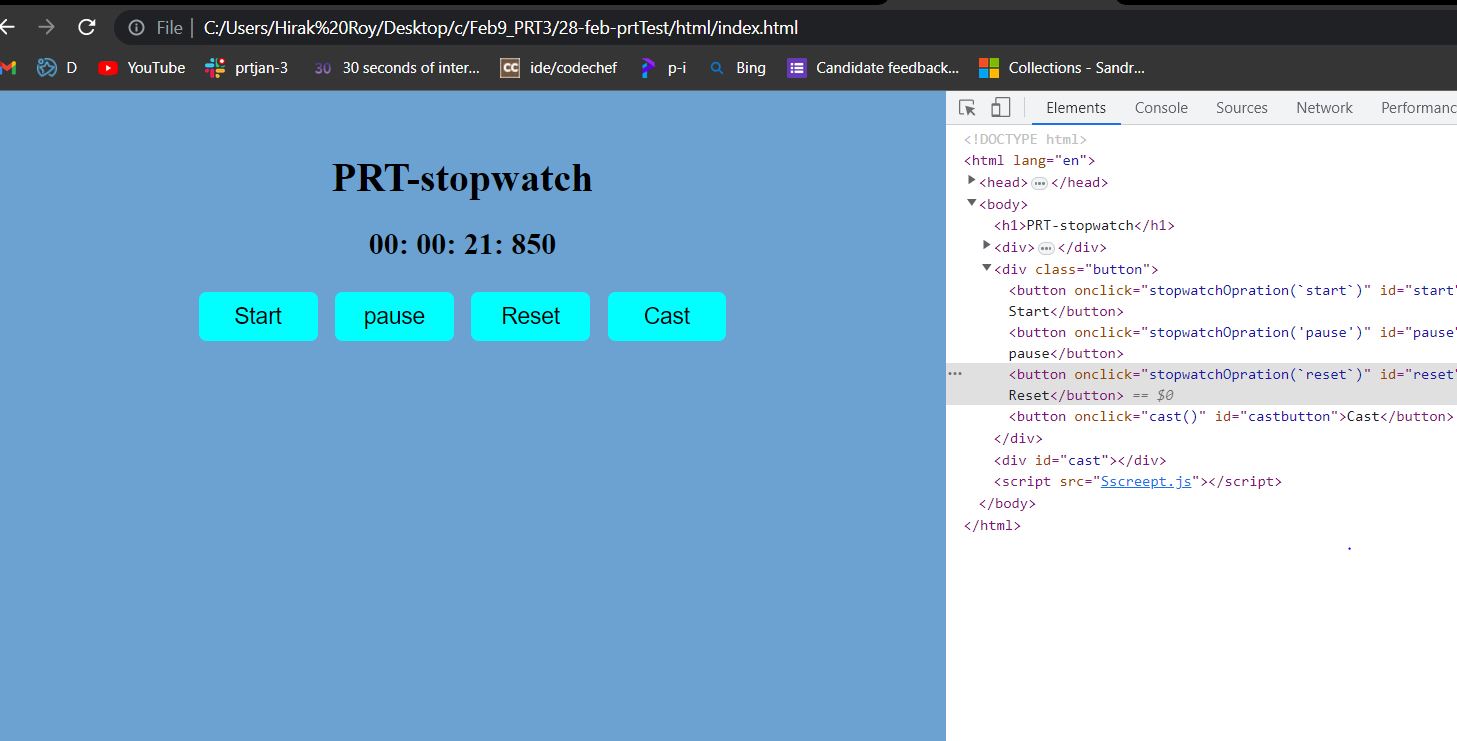 File C:/Users/Hirak%20Roy/Desktop/c/Feb9_PRT3/28-feb-prtTest/html/index.html
D YouTube prtjan-3 30 30 seconds of inter... CC ide/codechef p-i Bing Candidate feedback... Collections - Sandr...
PRT-stopwatch
00: 00: 21: 850
Start pause Reset Cast
Elements Console Sources Network Performanc
<!DOCTYPE html>
<html lang="en">
<head>…</head>
<body>
<h1>PRT-stopwatch</h1>
<div>…</div>
<div class="button">
<button onclick="stopwatchOpration(`start`)" id="start"
Start</button>
<button onclick="stopwatchOpration('pause')" id="pause"
pause</button>
<button onclick="stopwatchOpration(`reset`)" id="reset"
Reset</button> == $0
<button onclick="cast()" id="castbutton">Cast</button>
</div>
<div id="cast"></div>
<script src="Sscreept.js"></script>
</body>
</html>